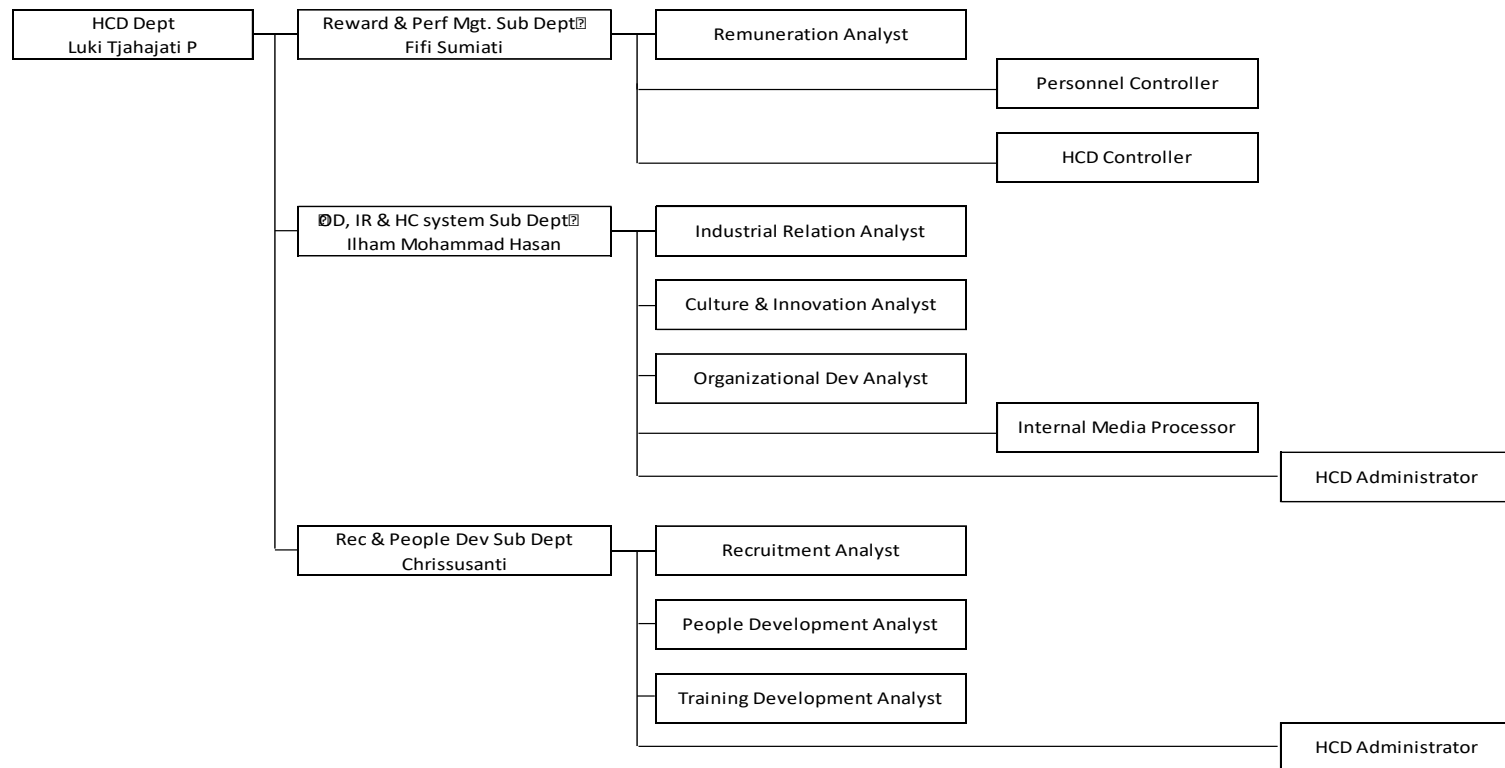 HCD Dept
Luki Tjahajati P
Reward & Perf Mgt. Sub Dept
Fifi Sumiati
Remuneration Analyst
Personnel Controller
HCD Controller
OD, IR & HC system Sub Dept
Ilham Mohammad Hasan
Industrial Relation Analyst
Culture & Innovation Analyst
Organizational Dev Analyst
Internal Media Processor
HCD Administrator
Rec & People Dev Sub Dept
Chrissusanti
Recruitment Analyst
People Development Analyst
Training Development Analyst
HCD Administrator